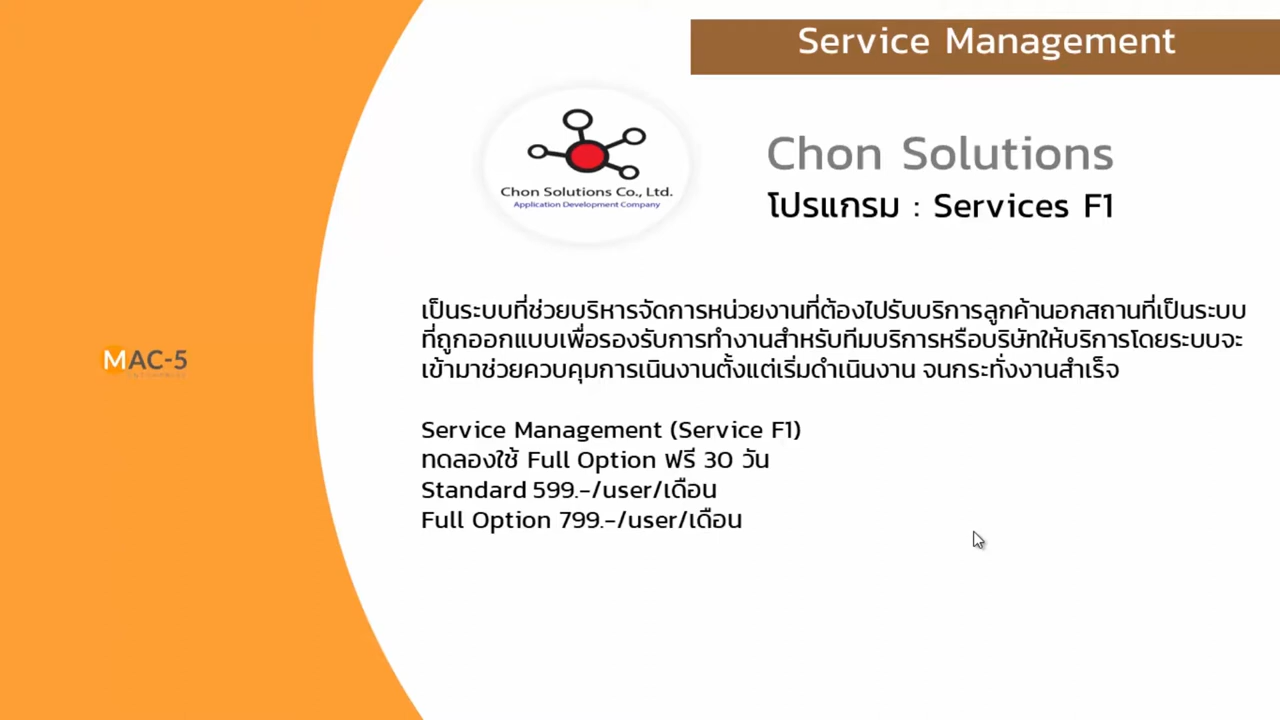 Service Management
Chon Solutions Co., Ltd.
Application Development Company
Chon Solutions
โปรแกรม : Services F1
เป็นระบบที่ช่วยบริหารจัดการหน่วยงานที่ต้องไปรับบริการลูกค้านอกสถานที่เป็นระบบ
ที่ถูกออกแบบเพื่อรองรับการทำงานสำหรับทีมบริการหรือบริษัทให้บริการโดยระบบจะ
เข้ามาช่วยควบคุมการเนินงานตั้งแต่เริ่มดำเนินงาน จนกระทั่งงานสำเร็จ
MAC-5
Service Management (Service F1)
ทดลองใช้ Full Option ฟรี 30 วัน
Standard 599.-/user/เดือน
Full Option 799.-/user/เดือน